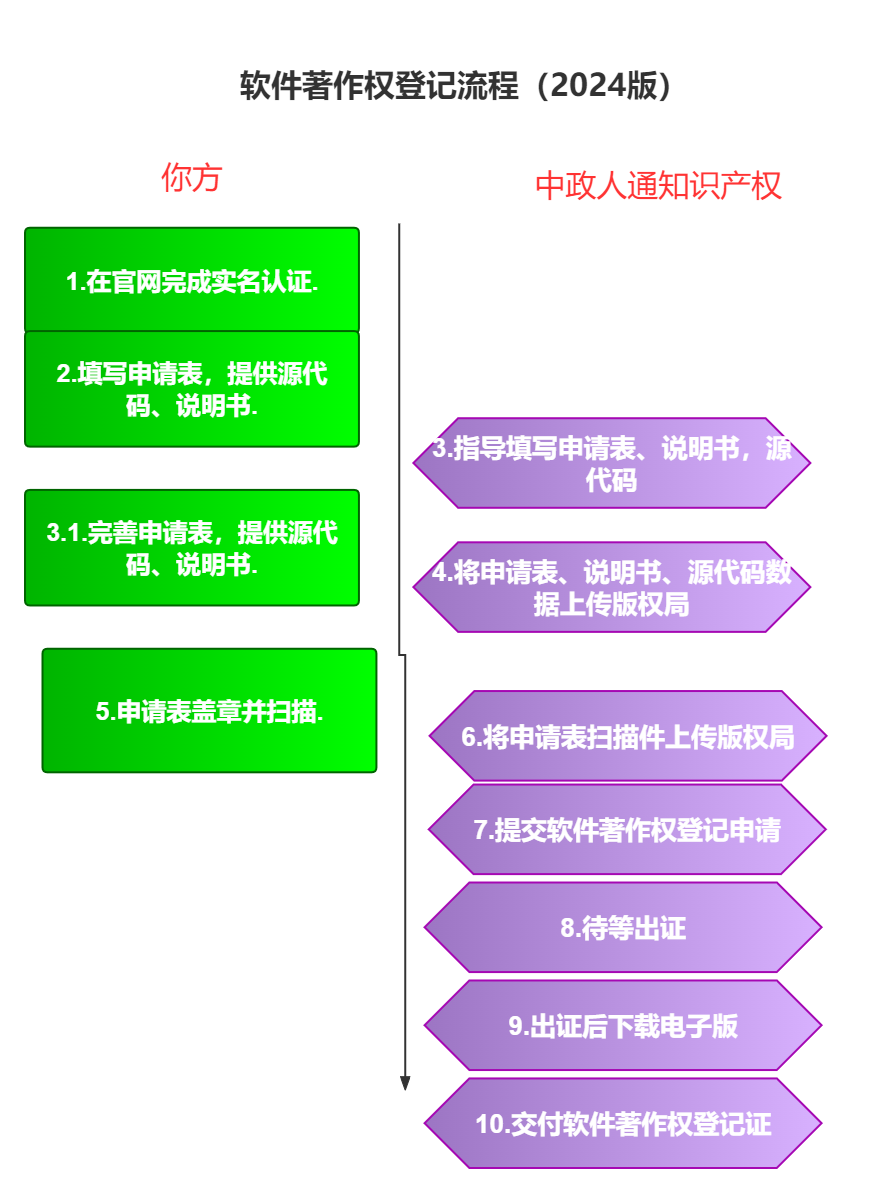 软件著作权登记流程（2024版）
你方
中政人通知识产权
1.在官网完成实名认证.
2.填写申请表，提供源代
码、说明书.
3.指导填写申请表、说明书，源
代码
3.1.完善申请表，提供源代
码、说明书.
4.将申请表、说明书、源代码数
据上传版权局
5.申请表盖章并扫描.
6.将申请表扫描件上传版权局
7.提交软件著作权登记申请
8.待等出证
9.出证后下载电子版
10.交付软件著作权登记证